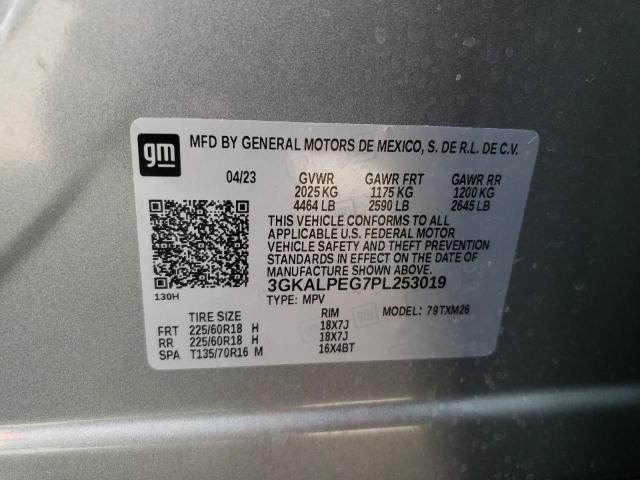 gm
MFD BY GENERAL MOTORS DE MEXICO, S. DE R.L. DE C.V.
04/23 GVWR GAWR FRT GAWR RR
2025 KG 1175 KG 1200 KG
4464 LB 2590 LB 2645 LB
THIS VEHICLE CONFORMS TO ALL
APPLICABLE U.S. FEDERAL MOTOR
VEHICLE SAFETY AND THEFT PREVENTION
STANDARDS IN EFFECT ON THE DATE OF
MANUFACTURE SHOWN ABOVE.
3GKALPEG7PL253019
130H
TYPE: MPV MODEL: 79TXM26
TIRE SIZE RIM
FRT 225/60R18 H 18X7J
RR 225/60R18 H 18X7J
SPA T135/70R16 M 16X4BT